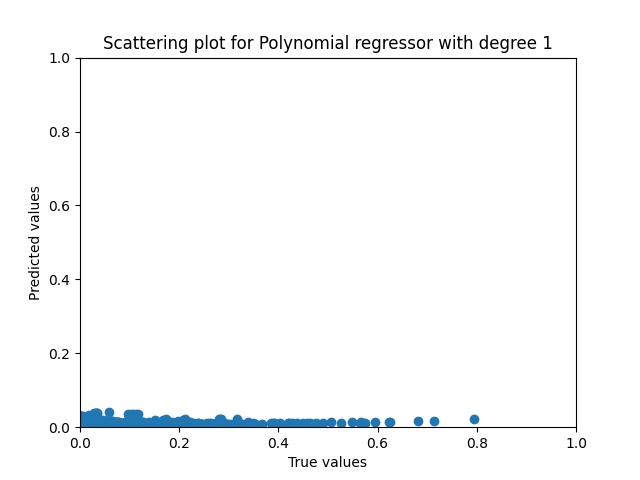 Scattering plot for Polynomial regressor with degree 1
1.0
0.8
0.6
0.4
0.2
0.0
Predicted values
0.0 0.2 0.4 0.6 0.8 1.0
True values